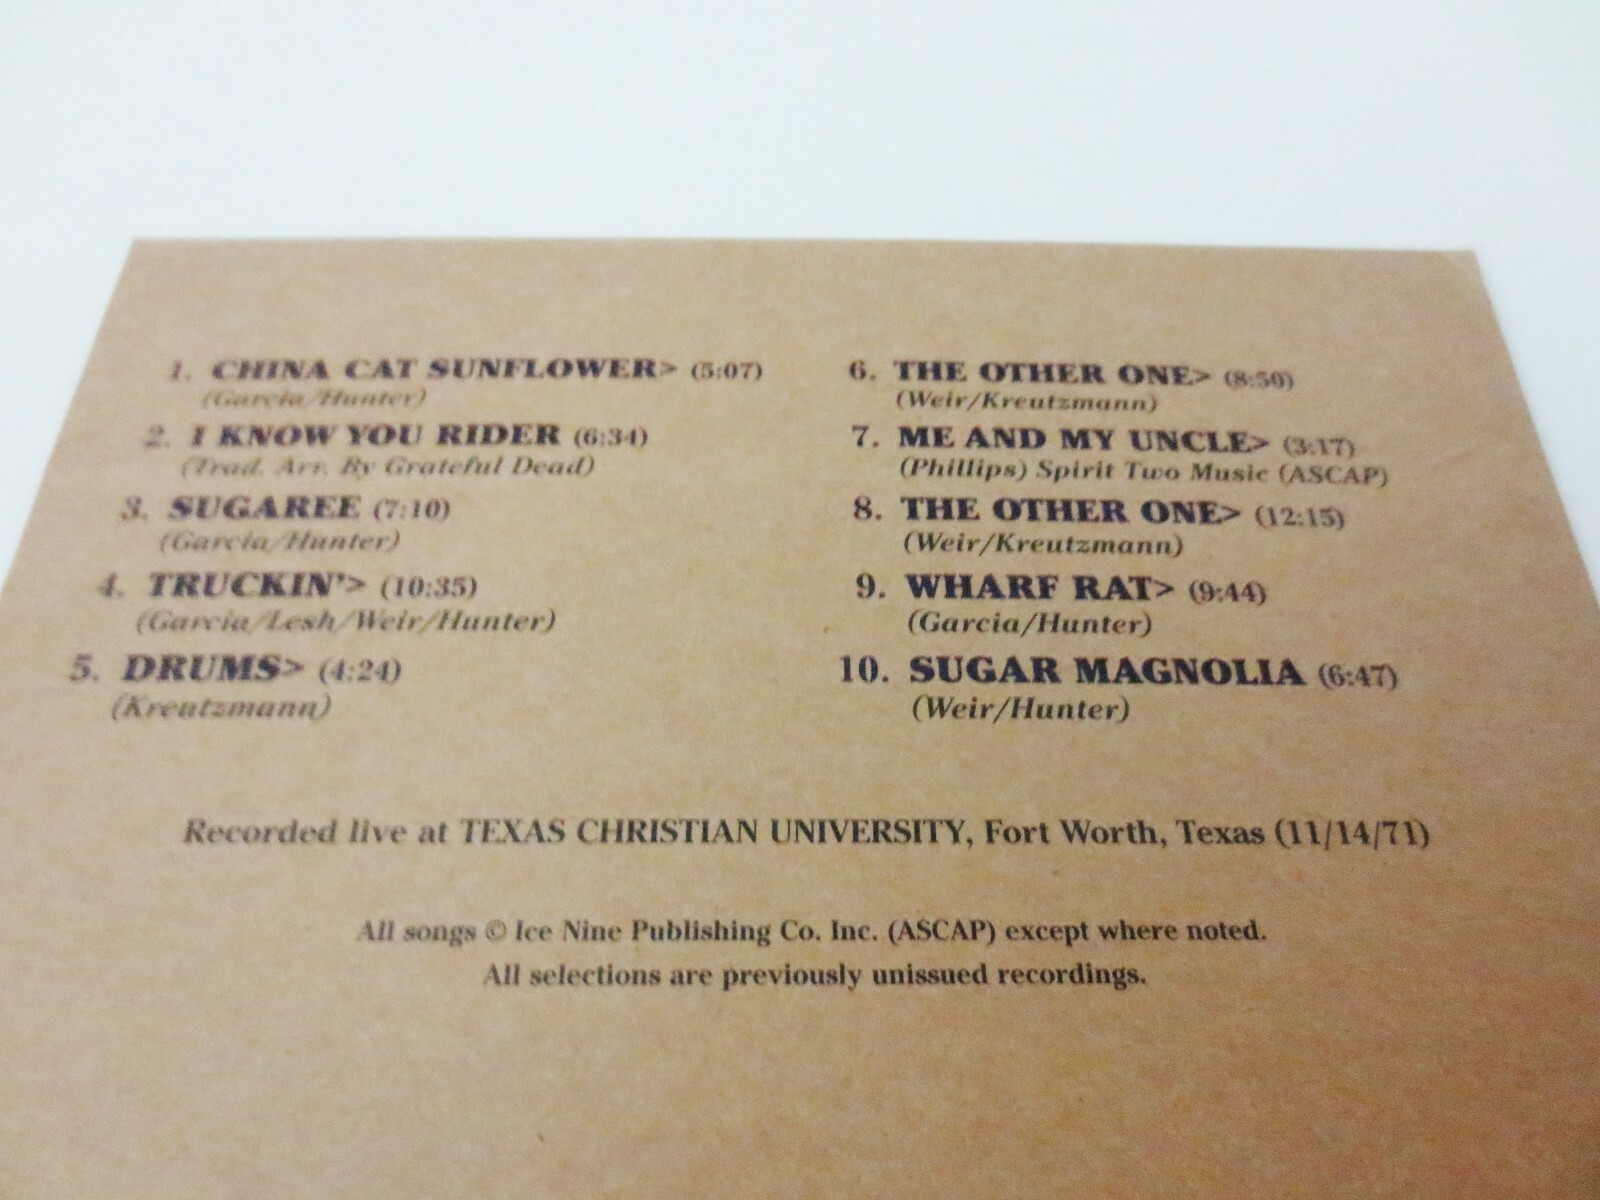 1. CHINA CAT SUNFLOWER> (5:07)
(Garcia/Hunter)
2. I KNOW YOU RIDER (6:34)
(Trad. Arr. By Grateful Dead)
3. SUGAREE (7:10)
(Garcia/Hunter)
4. TRUCKIN'> (10:35)
(Garcia/Lesh/Weir/Hunter)
5. DRUMS> (4:24)
(Kreutzmann)
6. THE OTHER ONE> (8:50)
(Weir/Kreutzmann)
7. ME AND MY UNCLE> (3:17)
(Phillips) Spirit Two Music (ASCAP)
8. THE OTHER ONE> (12:15)
(Weir/Kreutzmann)
9. WHARF RAT> (9:44)
(Garcia/Hunter)
10. SUGAR MAGNOLIA (6:47)
(Weir/Hunter)
Recorded live at TEXAS CHRISTIAN UNIVERSITY, Fort Worth, Texas (11/14/71)
All songs © Ice Nine Publishing Co. Inc. (ASCAP) except where noted.
All selections are previously unissued recordings.